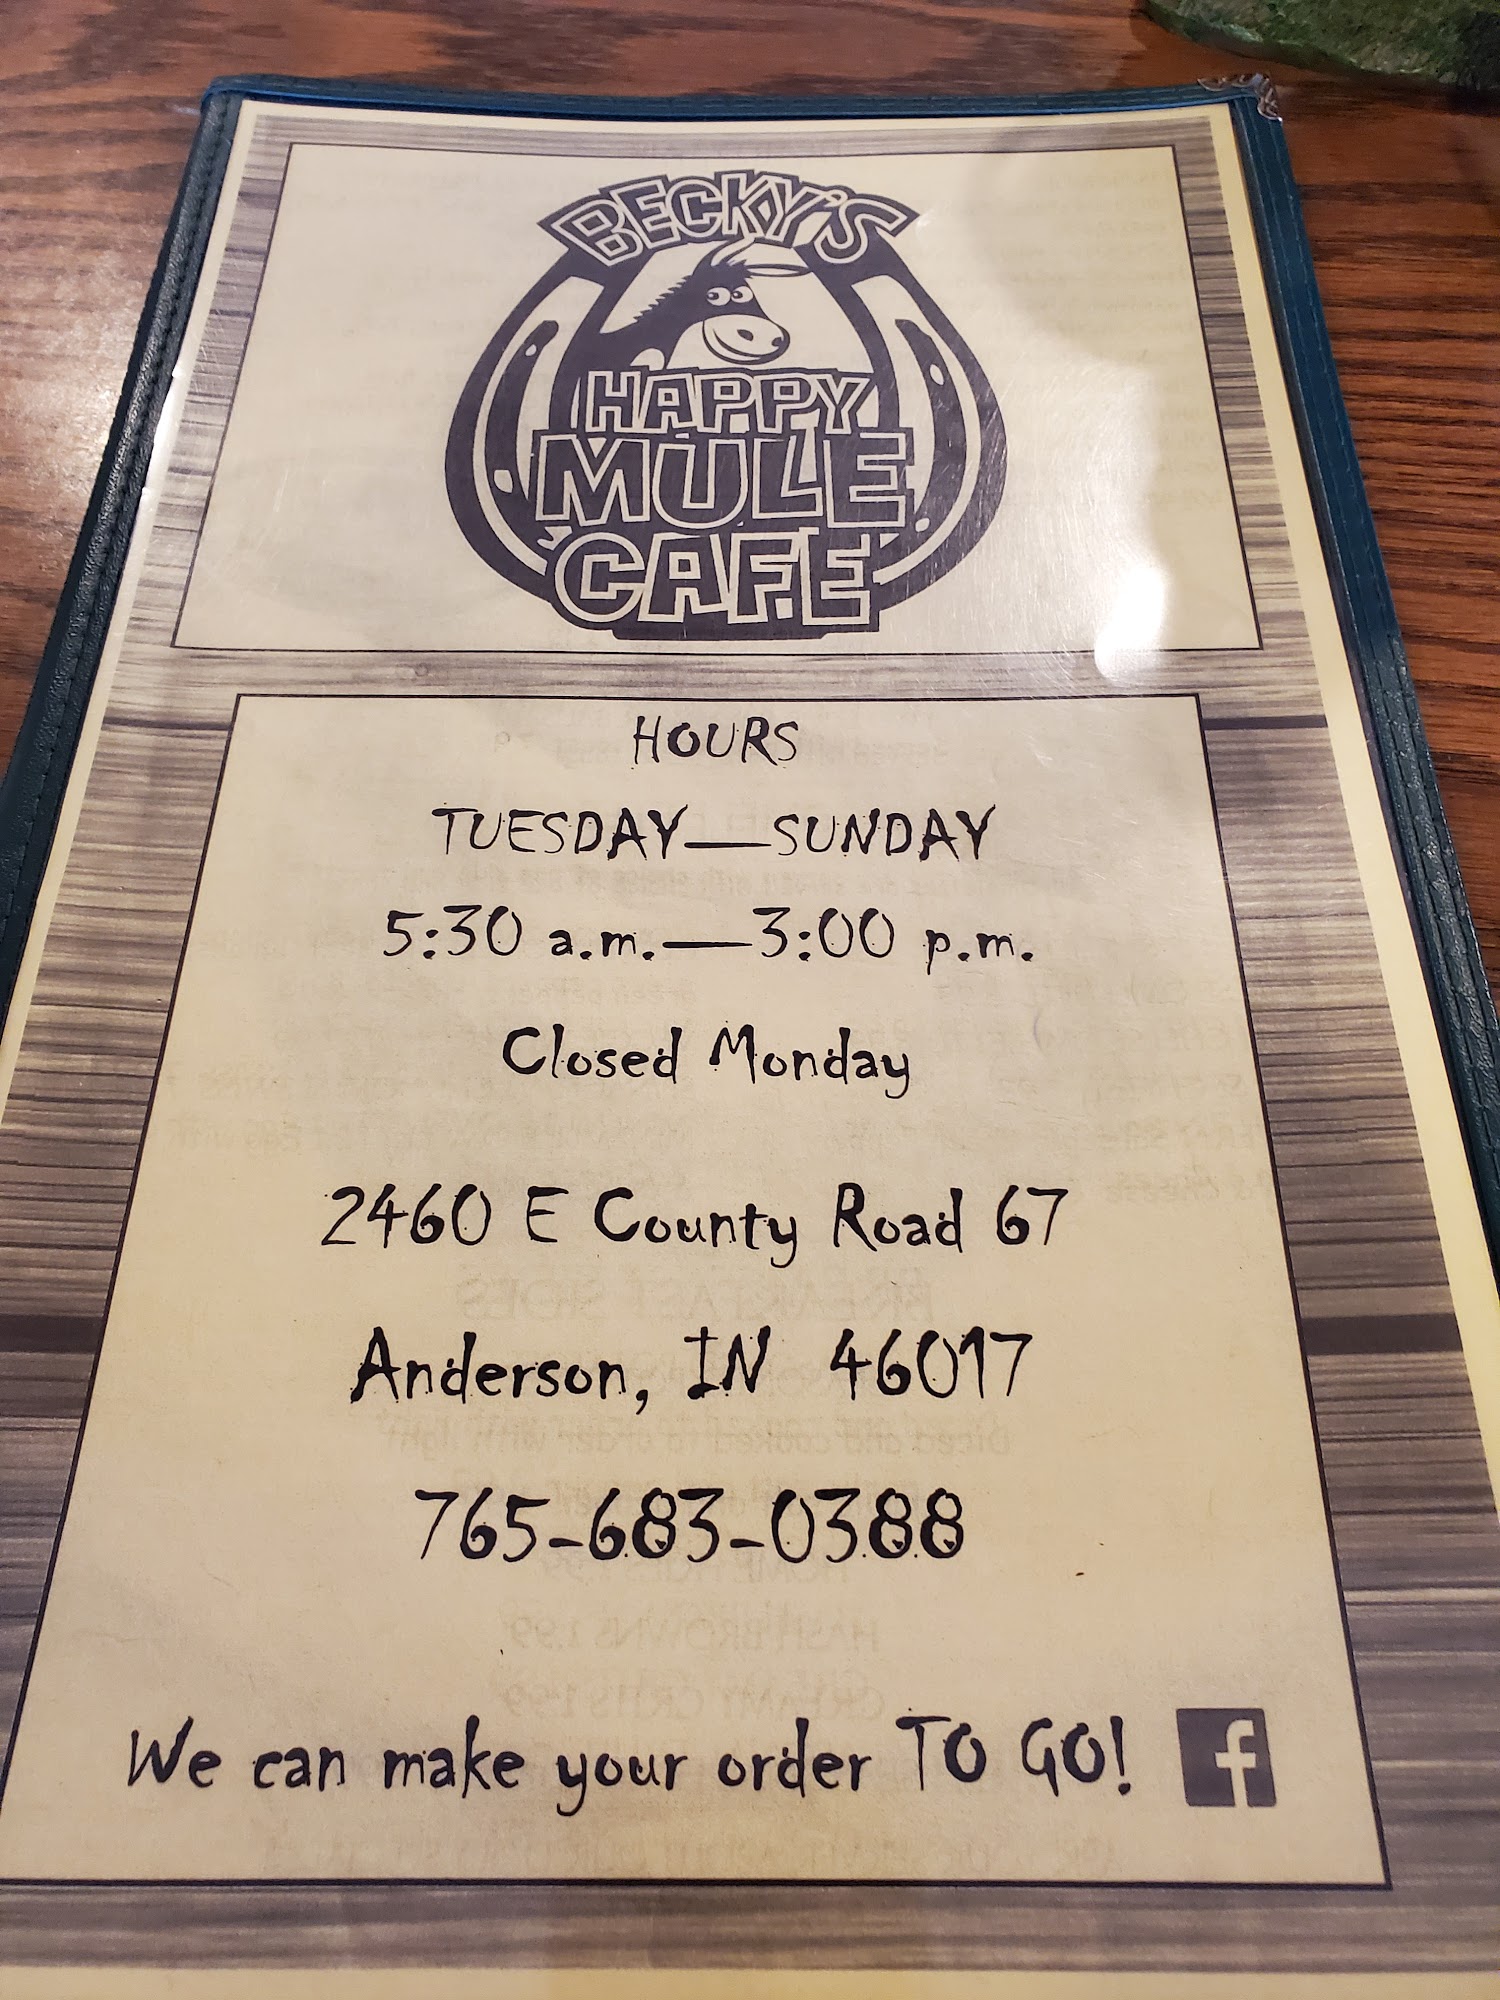 BECKY'S
HAPPY
MULE
CAFE
HOURS
TUESDAY—SUNDAY
5:30 a.m.—3:00 p.m.
Closed Monday
2460 E County Road 67
Anderson, IN 46017
765-683-0388
We can make your order TO GO! f